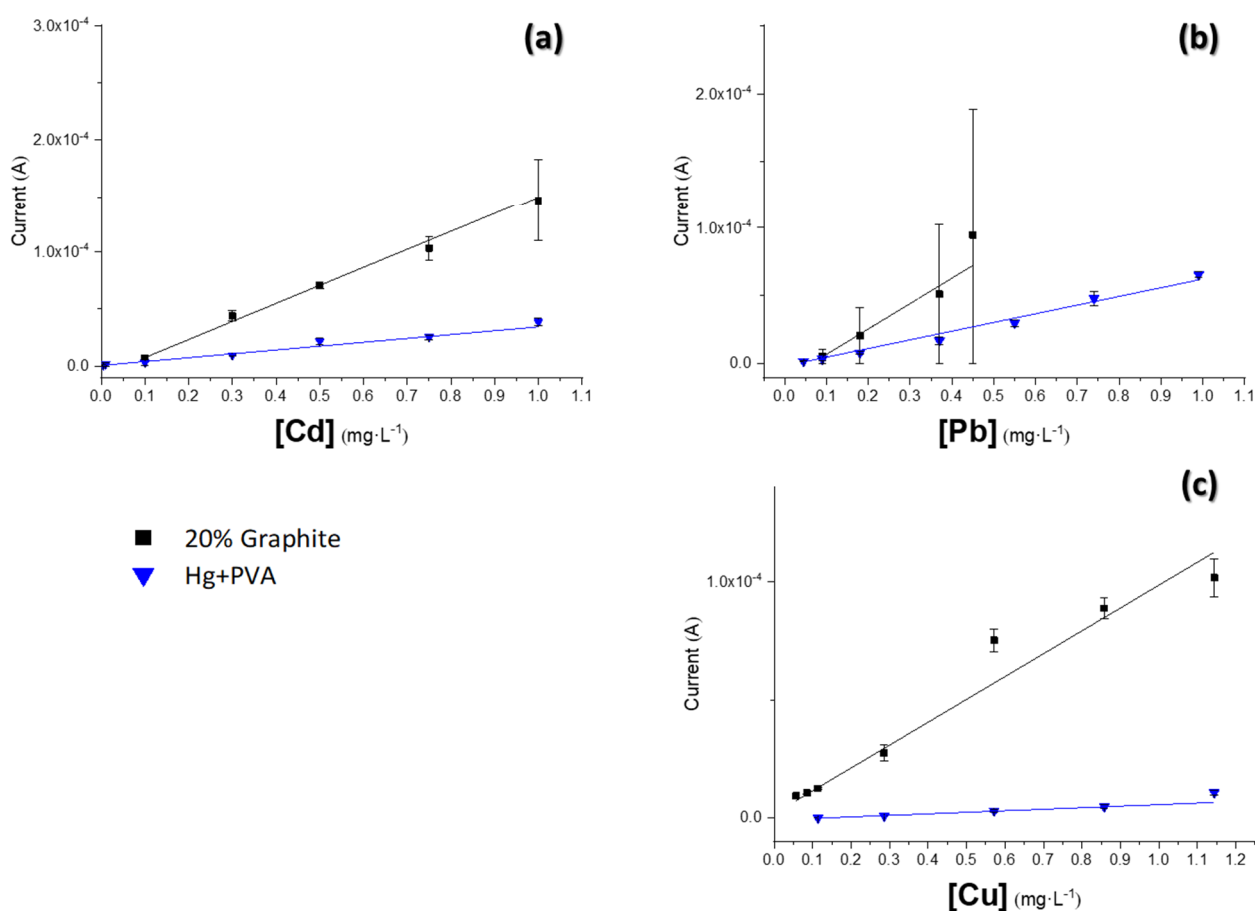 (a)
3.0x10⁻⁴
2.0x10⁻⁴
1.0x10⁻⁴
0.0
Current (A)
0.0 0.1 0.2 0.3 0.4 0.5 0.6 0.7 0.8 0.9 1.0 1.1
[Cd] (mg·L⁻¹)
(b)
2.0x10⁻⁴
1.0x10⁻⁴
0.0
Current (A)
0.0 0.1 0.2 0.3 0.4 0.5 0.6 0.7 0.8 0.9 1.0 1.1
[Pb] (mg·L⁻¹)
20% Graphite
Hg+PVA
(c)
1.0x10⁻⁴
0.0
Current (A)
0.0 0.1 0.2 0.3 0.4 0.5 0.6 0.7 0.8 0.9 1.0 1.1 1.2
[Cu] (mg·L⁻¹)